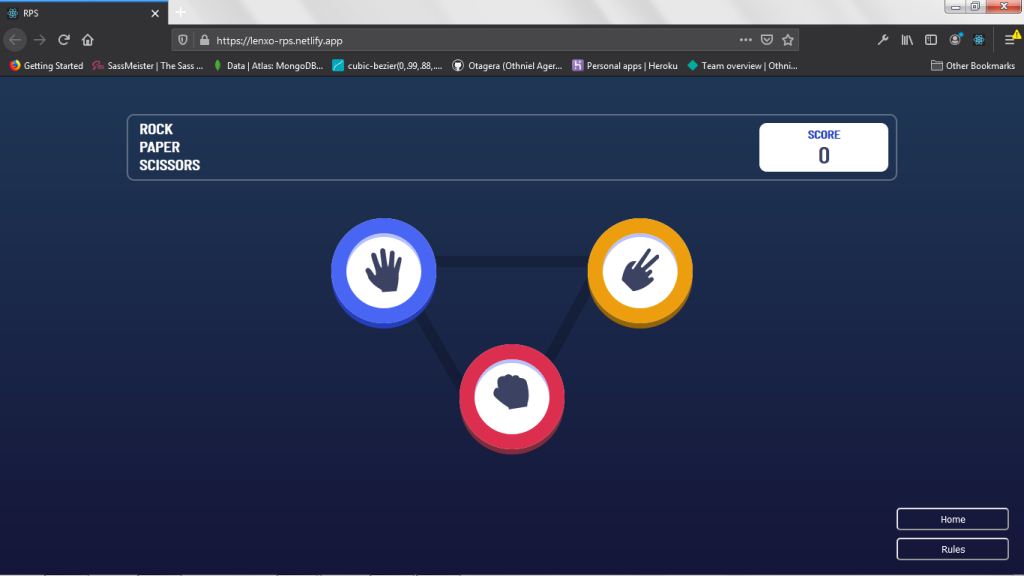 RPS
https://lenxo-rps.netlify.app
Getting Started
SassMeister | The Sass ...
Data | Atlas: MongoDB...
cubic-bezier(0,.99,.88,....
Otagera (Othniel Ager...
Personal apps | Heroku
Team overview | Othni...
Other Bookmarks
ROCK
PAPER
SCISSORS
SCORE
0
Home
Rules